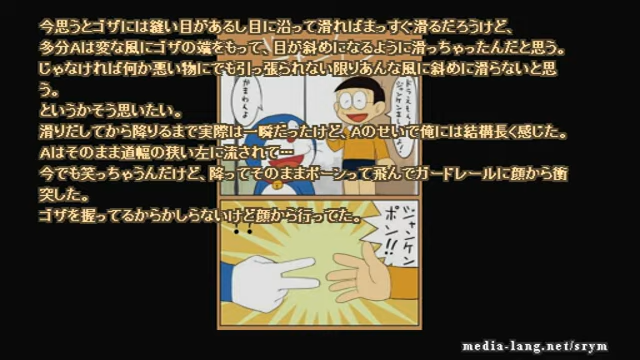 今思うとゴザには縫い目があるし目に沿って滑ればまっすぐ滑るだろうけど、
多分Aは変な風にゴザの端をもって、目が斜めになるように滑っちゃったんだと思う。
じゃなければ何か悪い物にでも引っ張られない限りあんな風に斜めに滑らないと思
う。
というかそう思いたい。
滑りだしてから降りるまで実際は一瞬だったけど、Aのせいで俺には結構長く感じた。
Aはそのまま道幅の狭い左に流されて…
今でも笑っちゃうんだけど、降ってそのままポーンって飛んでガードレールに顔から衝
突した。
ゴザを握ってるからかしらないけど顔から行ってた。
ジャンケン
ポン!!
media-lang.net/srym